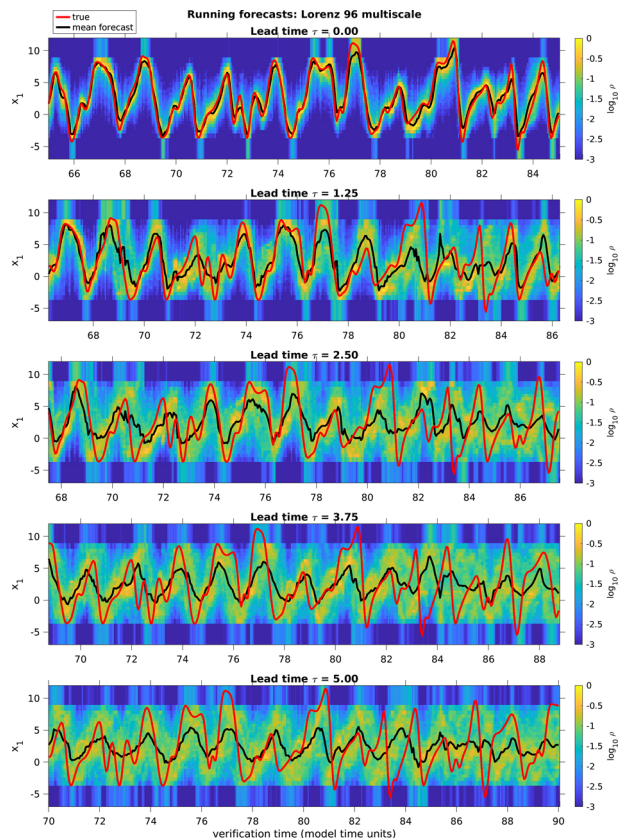 Running forecasts: Lorenz 96 multiscale
true
mean forecast
Lead time τ = 0.00
x1
10
5
0
-5
66 68 70 72 74 76 78 80 82 84
0
-0.5
-1
-1.5
-2
-2.5
-3
log10 ρ
Lead time τ = 1.25
x1
10
5
0
-5
68 70 72 74 76 78 80 82 84 86
0
-0.5
-1
-1.5
-2
-2.5
-3
log10 ρ
Lead time τ = 2.50
x1
10
5
0
-5
68 70 72 74 76 78 80 82 84 86
0
-0.5
-1
-1.5
-2
-2.5
-3
log10 ρ
Lead time τ = 3.75
x1
10
5
0
-5
70 72 74 76 78 80 82 84 86 88
0
-0.5
-1
-1.5
-2
-2.5
-3
log10 ρ
Lead time τ = 5.00
x1
10
5
0
-5
70 72 74 76 78 80 82 84 86 88 90
0
-0.5
-1
-1.5
-2
-2.5
-3
log10 ρ
verification time (model time units)